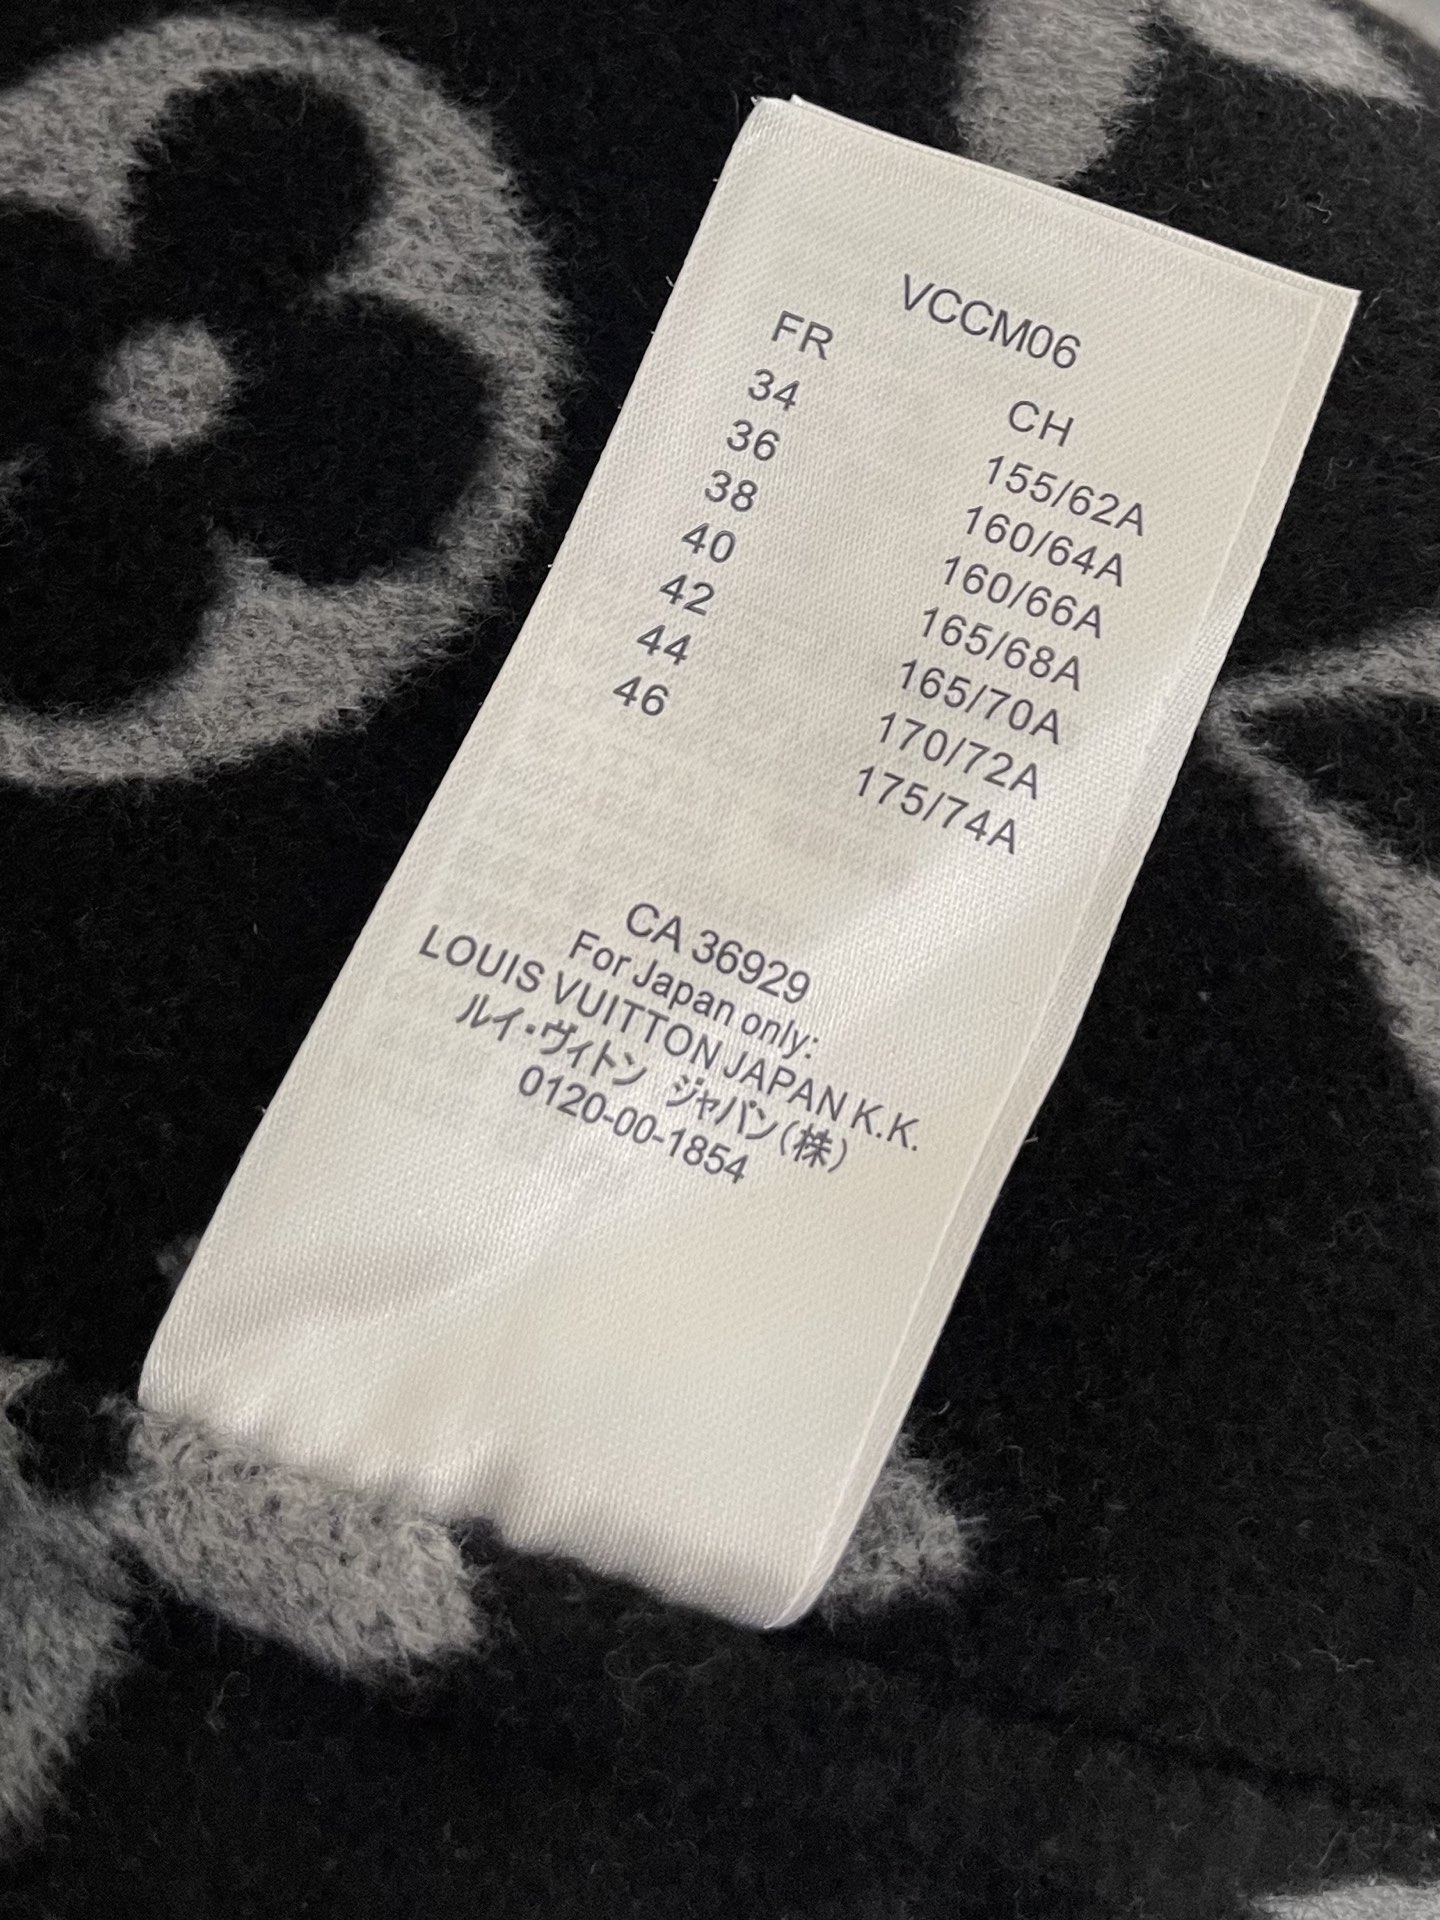 VCCM06
FR CH
34 155/62A
36 160/64A
38 160/66A
40 165/68A
42 165/70A
44 170/72A
46 175/74A
CA 36929
For Japan only:
LOUIS VUITTON JAPAN K.K.
ルイ・ヴィトン ジャパン(株)
0120-00-1854